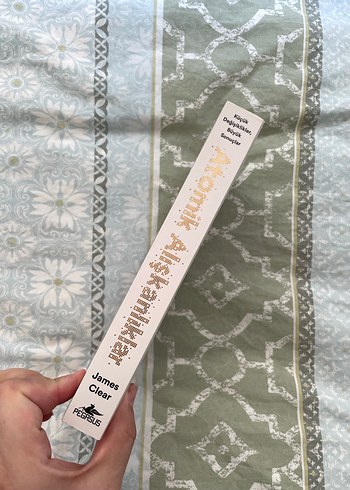 Küçük
Değişiklikler,
Büyük
Sonuçlar
Atomik Alışkanlıklar
James
Clear
PEGASUS